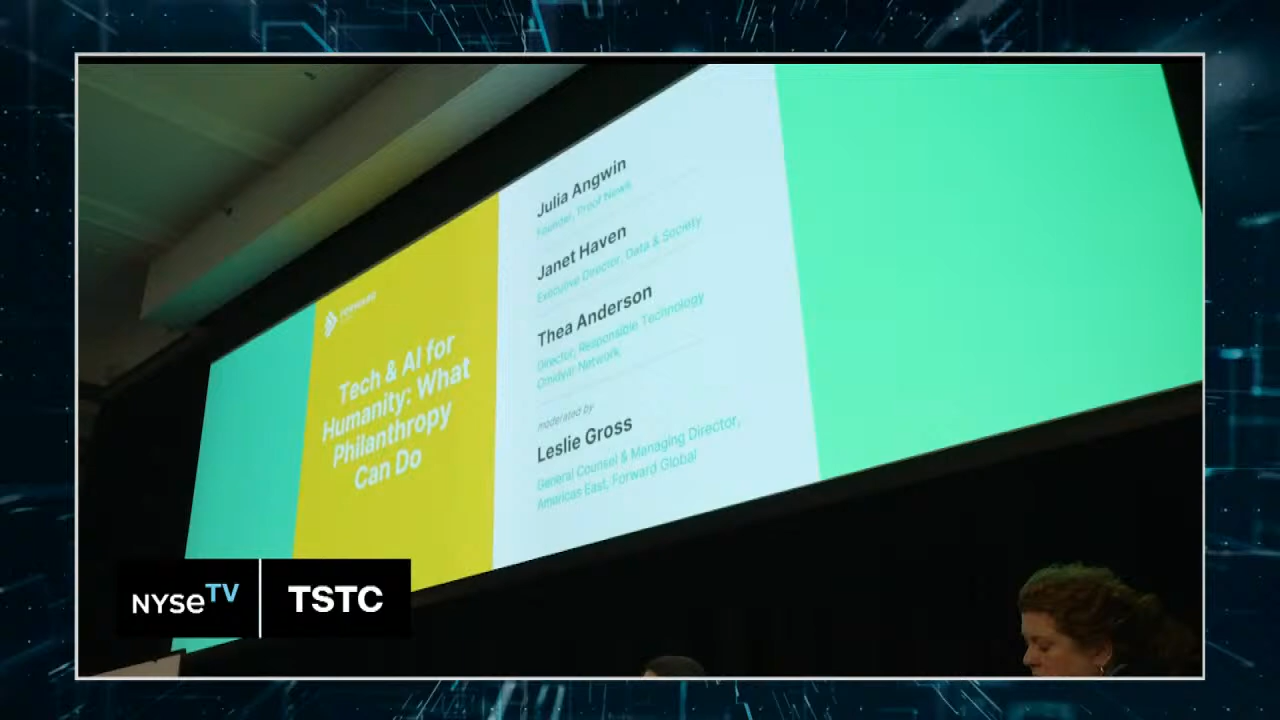 FORWARD
Tech & AI for
Humanity: What
Philanthropy
Can Do
Julia Angwin
Founder, Proof News
Janet Haven
Executive Director, Data & Society
Thea Anderson
Director, Responsible Technology
Omidyar Network
moderated by
Leslie Gross
General Counsel & Managing Director,
Americas East, Forward Global
NYSE TV
TSTC